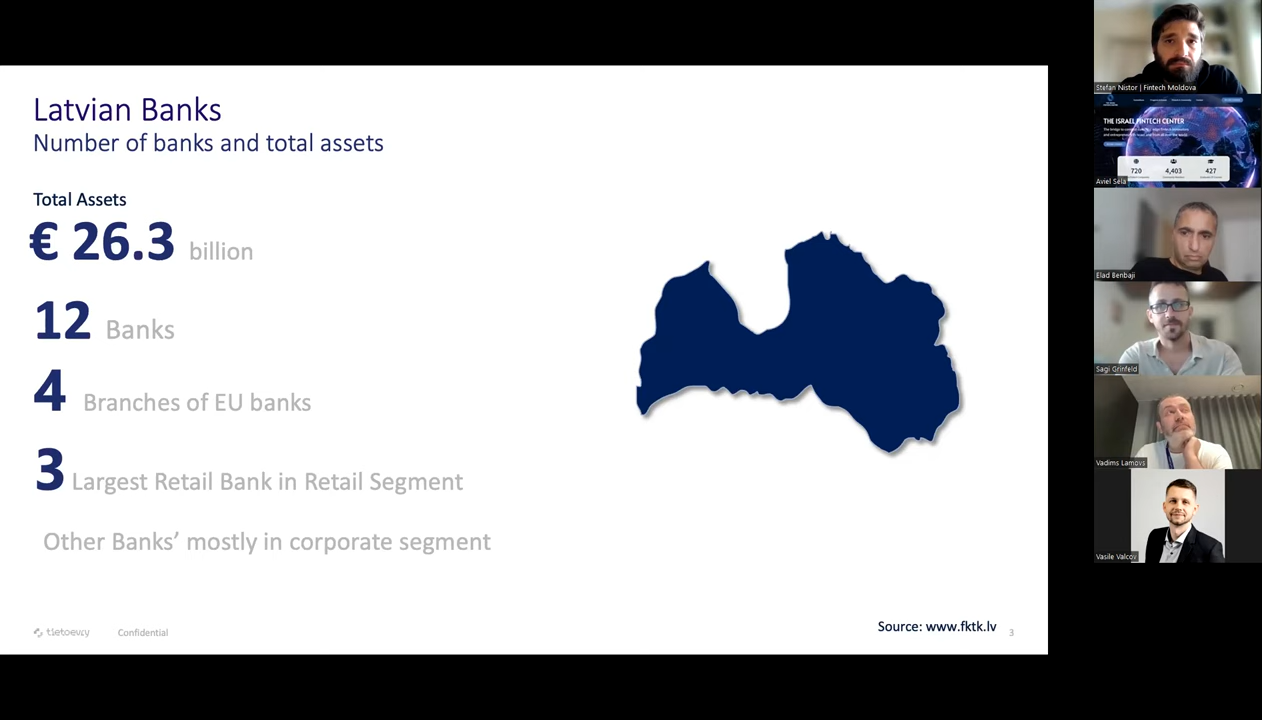 Latvian Banks
Number of banks and total assets
Total Assets
€ 26.3 billion
12 Banks
4 Branches of EU banks
3 Largest Retail Bank in Retail Segment
Other Banks’ mostly in corporate segment
tietoevry
Confidential
Source: www.fktk.lv
3
Stefan Nistor | Fintech Moldova
THE ISRAEL FINTECH CENTER
720
4,403
427
Aviel Sela
Elad Benbaji
Sagi Grinfeld
Vadims Lamovs
Vasile Valcov